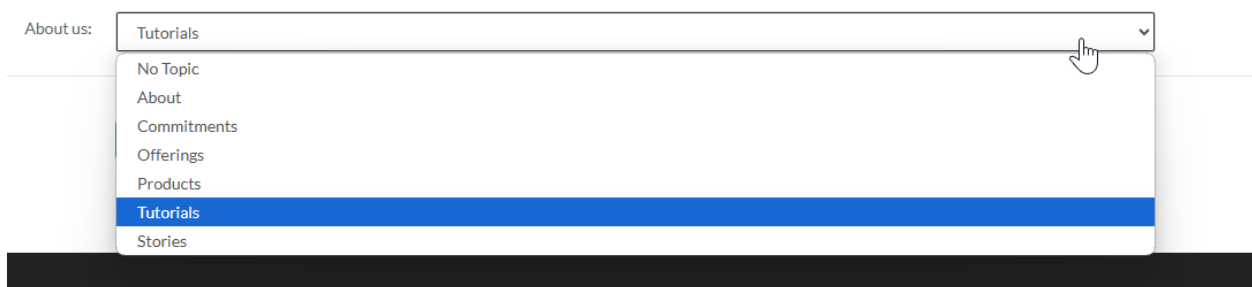 About us: Tutorials
No Topic
About
Commitments
Offerings
Products
Tutorials
Stories